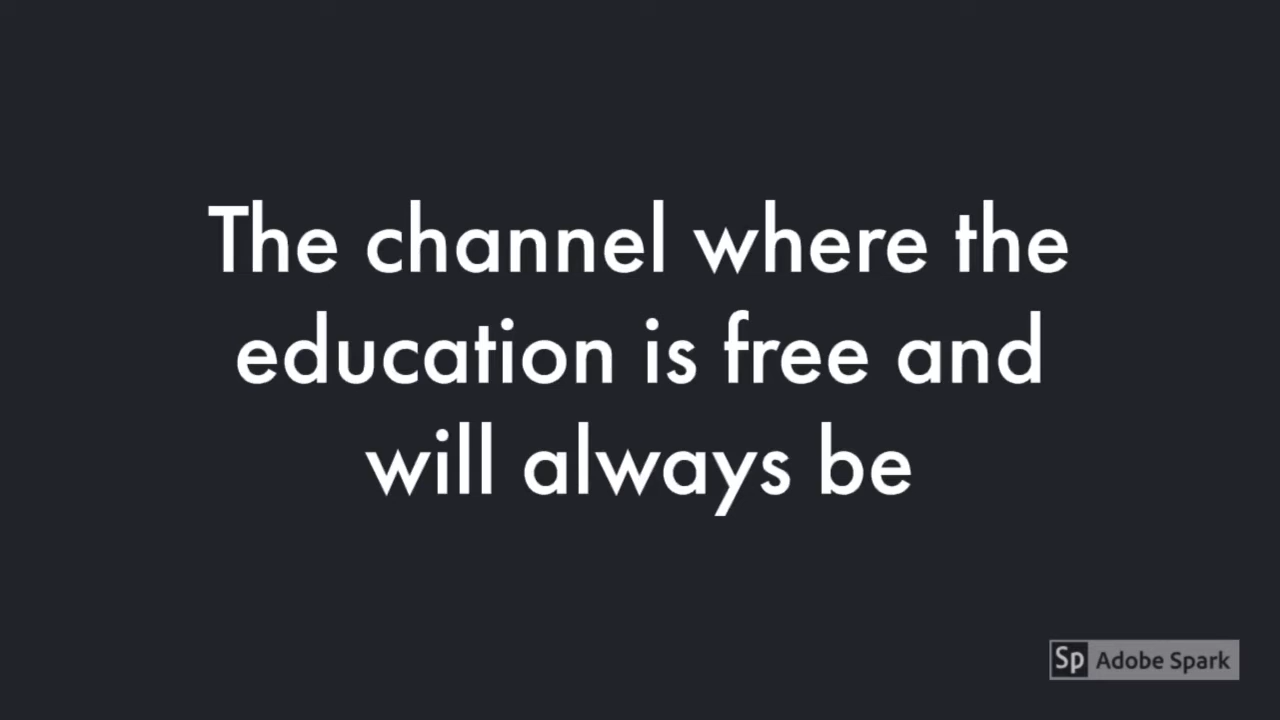 The channel where the
education is free and
will always be
Sp Adobe Spark